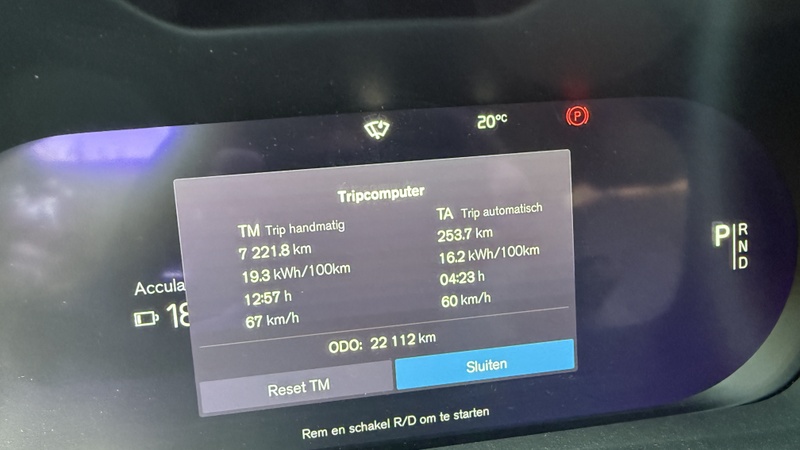 20°C
P
Tripcomputer
TM Trip handmatig
7 221.8 km
19.3 kWh/100km
12:57 h
67 km/h
TA Trip automatisch
253.7 km
16.2 kWh/100km
04:23 h
60 km/h
ODO: 22 112 km
Reset TM
Sluiten
Rem en schakel R/D om te starten
Accula
18
P
R
N
D